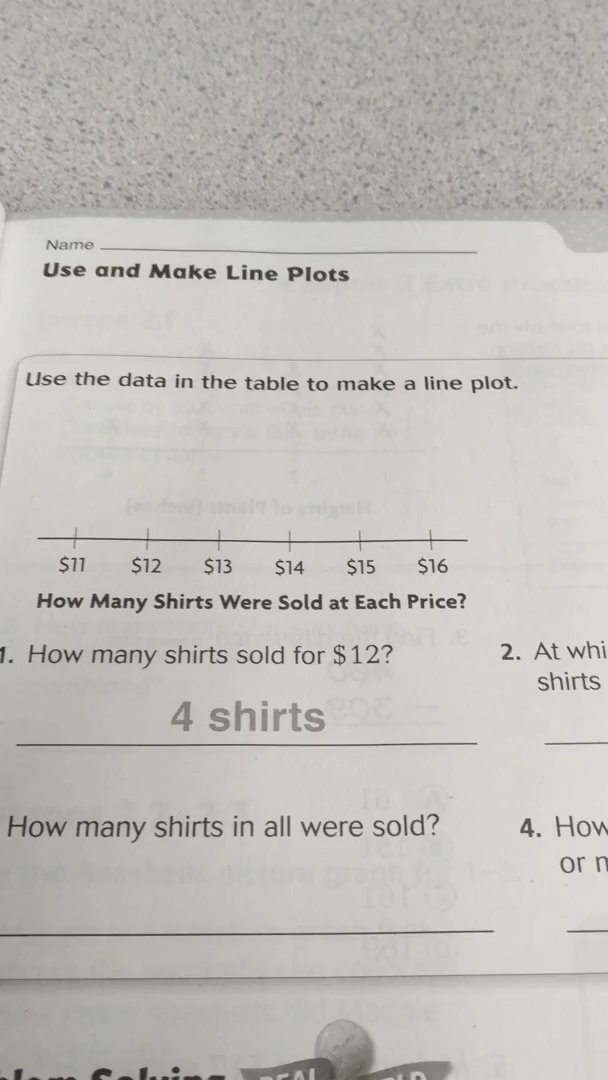 Name
Use and Make Line Plots
Use the data in the table to make a line plot.
$11 $12 $13 $14 $15 $16
How Many Shirts Were Sold at Each Price?
1. How many shirts sold for $12?
4 shirts
2. At whi
shirts
How many shirts in all were sold?
4. How
or